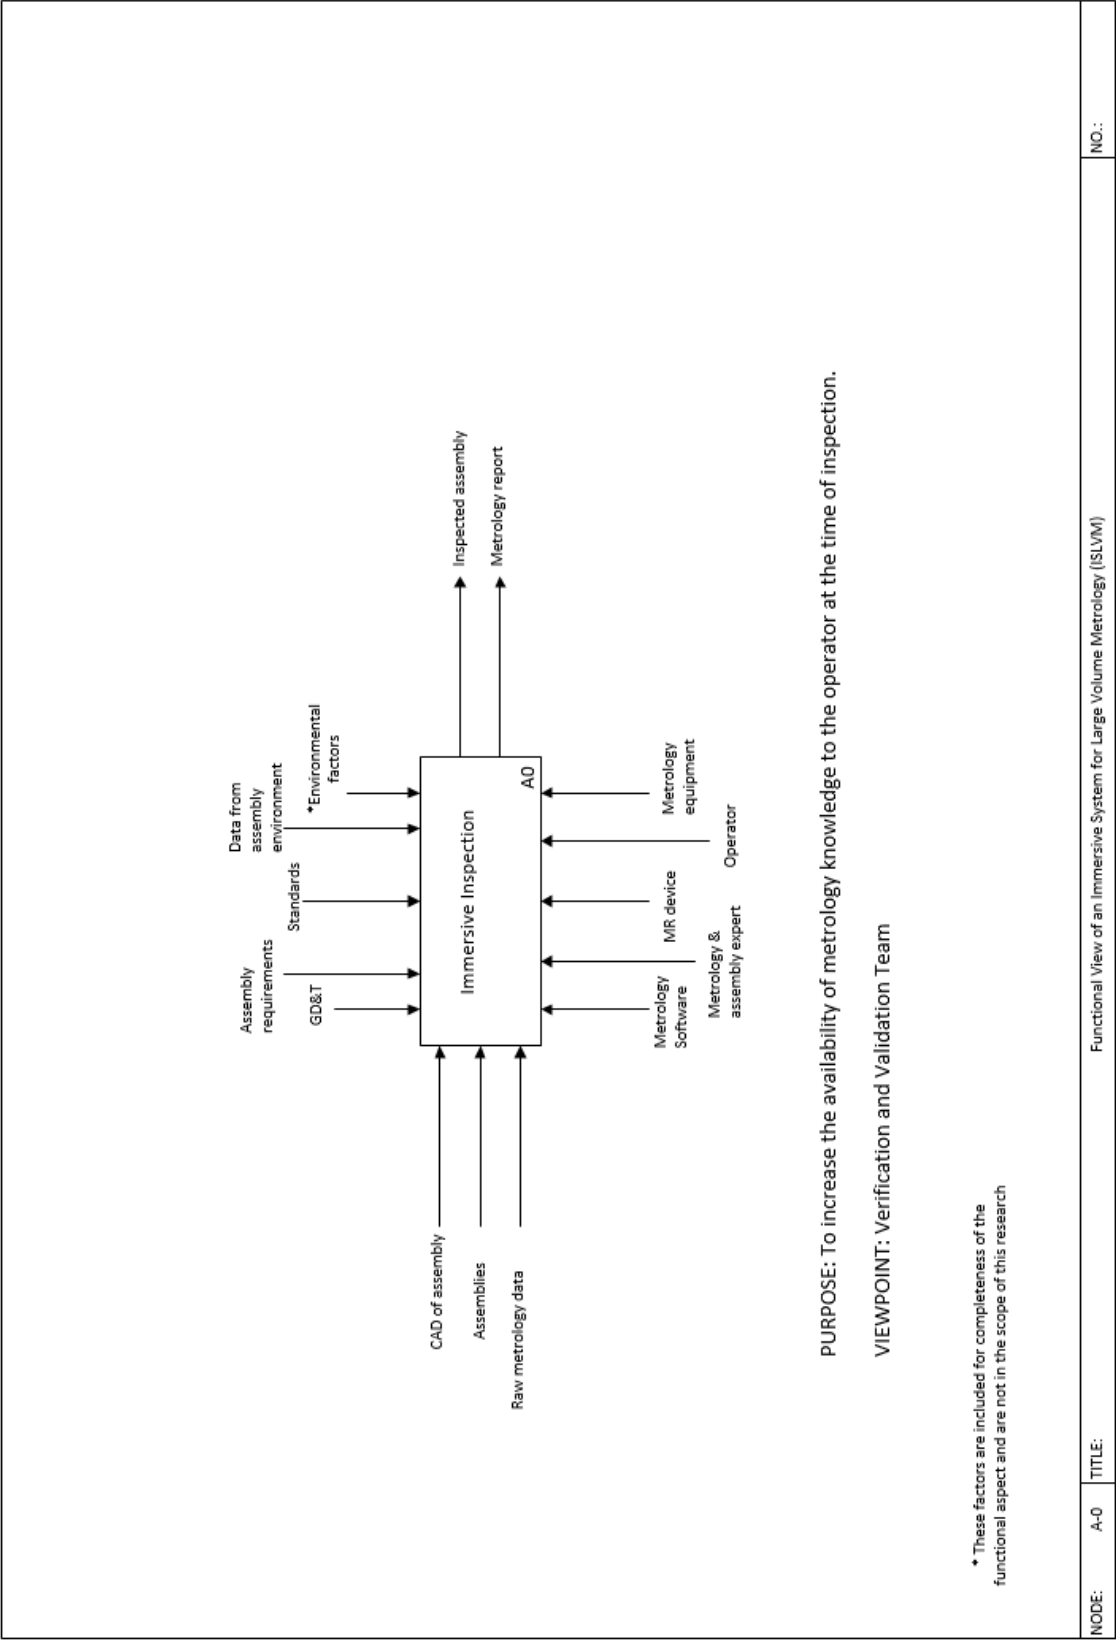 Data from
assembly
environment
*Environmental
factors
Standards
Assembly
requirements
GD&T
CAD of assembly
Assemblies
Raw metrology data
Immersive Inspection
A0
Inspected assembly
Metrology report
Metrology
Software
Metrology &
assembly expert
MR device
Operator
Metrology
equipment
PURPOSE: To increase the availability of metrology knowledge to the operator at the time of inspection.
VIEWPOINT: Verification and Validation Team
* These factors are included for completeness of the
functional aspect and are not in the scope of this research
NODE: A-0 TITLE: Functional View of an Immersive System for Large Volume Metrology (ISLVM) NO.: